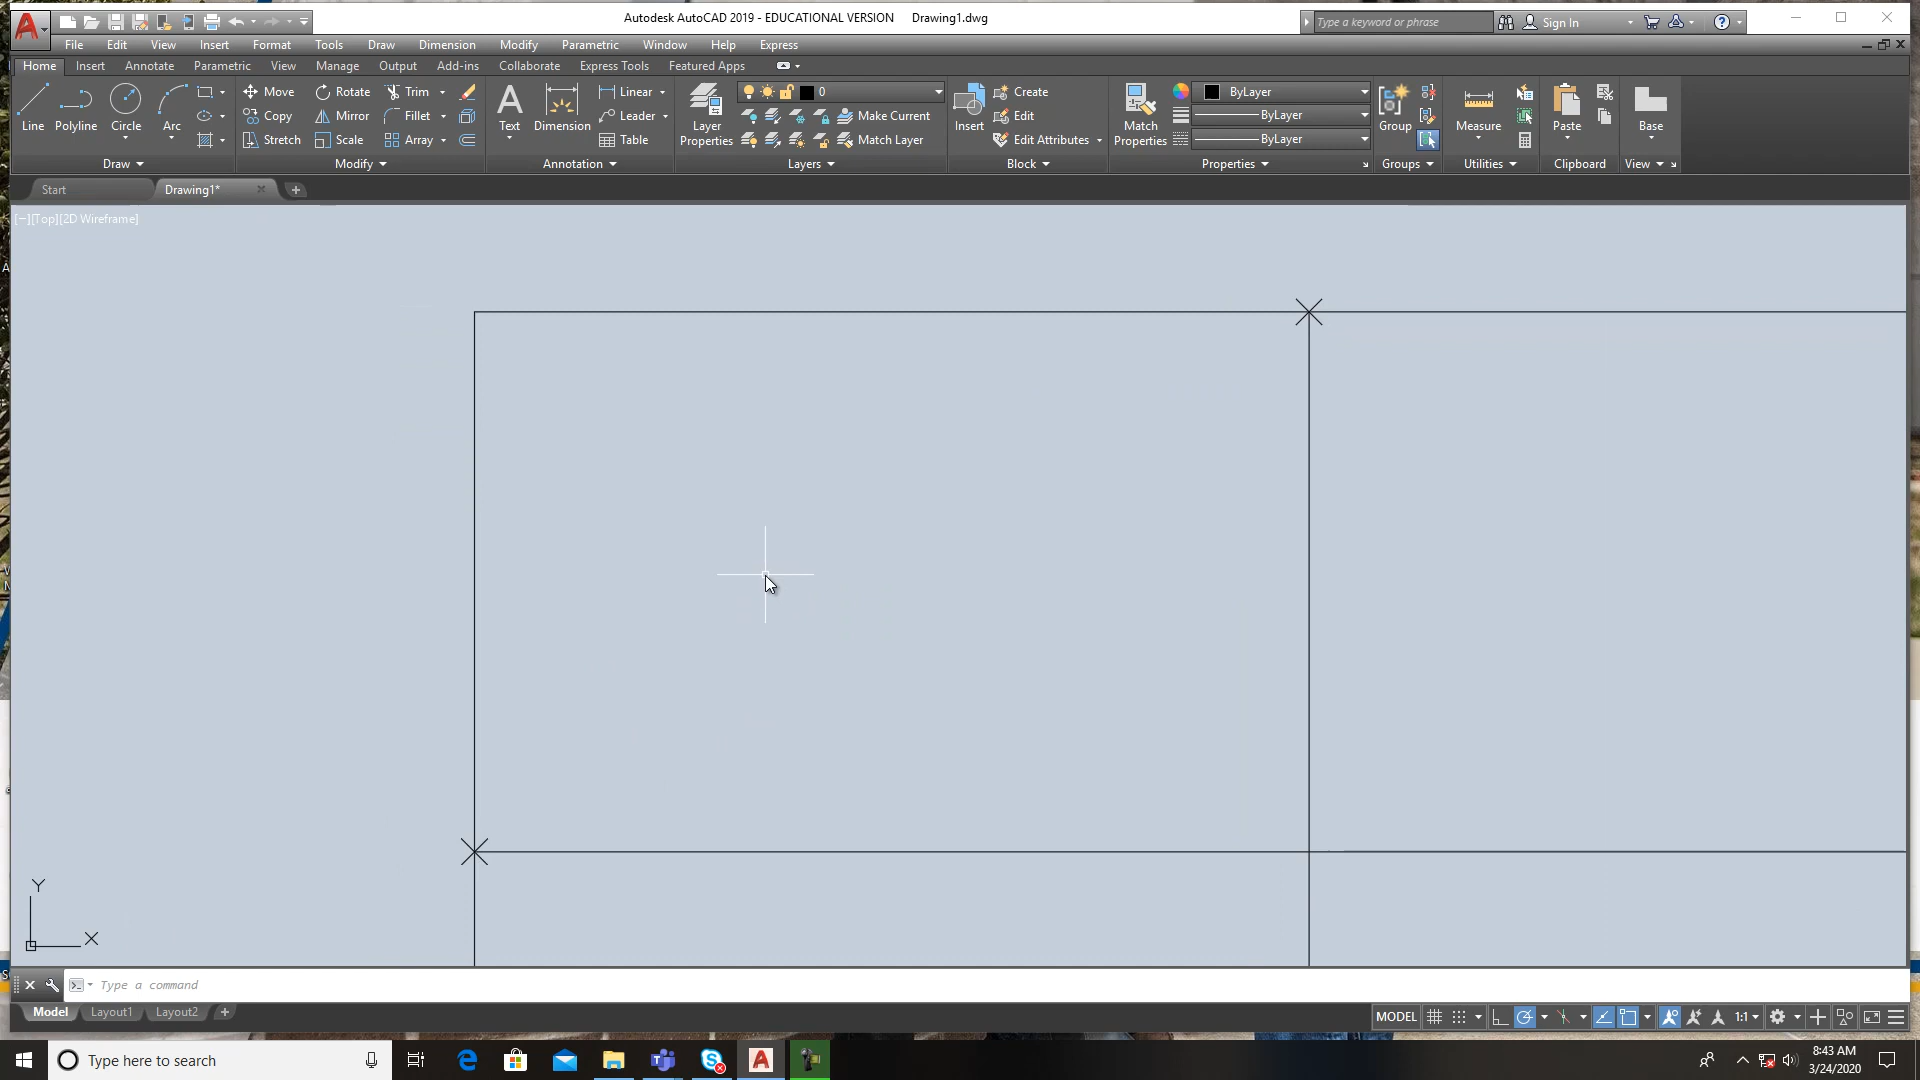 Autodesk AutoCAD 2019 - EDUCATIONAL VERSION Drawing1.dwg
Type a keyword or phrase
Sign In
File Edit View Insert Format Tools Draw Dimension Modify Parametric Window Help Express
Home Insert Annotate Parametric View Manage Output Add-ins Collaborate Express Tools Featured Apps
Line Polyline Circle Arc
Move Rotate Trim
Copy Mirror Fillet
Stretch Scale Array
Text Dimension
Linear
Leader
Table
Layer Properties
0
Make Current
Match Layer
Insert
Create
Edit
Edit Attributes
Match Properties
ByLayer
ByLayer
ByLayer
Group
Measure
Paste
Base
Draw Modify Annotation Layers Block Properties Groups Utilities Clipboard View
Start Drawing1*
[−][Top][2D Wireframe]
Y
X
Type a command
Model Layout1 Layout2
MODEL 1:1
Type here to search
8:43 AM
3/24/2020